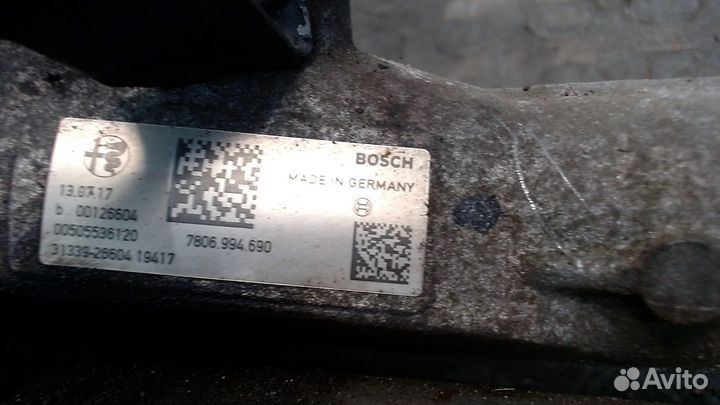 BOSCH
MADE IN GERMANY
13.07.17
b 00126604
00505536120
31339-26604 19417
7806.994.690
Avito